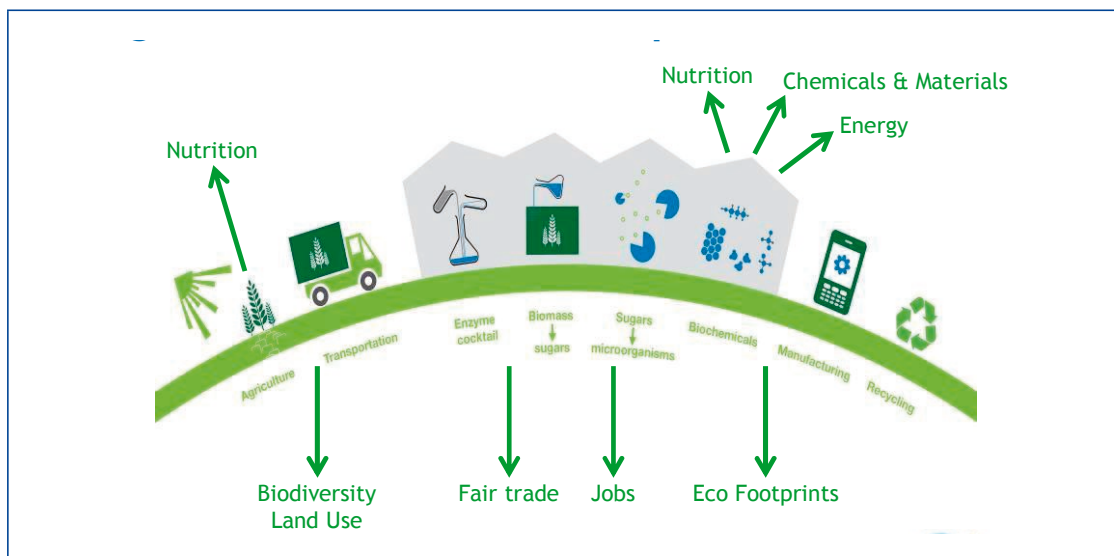 Nutrition
Chemicals & Materials
Energy
Nutrition
Agriculture
Transportation
Enzyme
cocktail
Biomass
sugars
Sugars
microorganisms
Biochemicals
Manufacturing
Recycling
Biodiversity
Land Use
Fair trade
Jobs
Eco Footprints